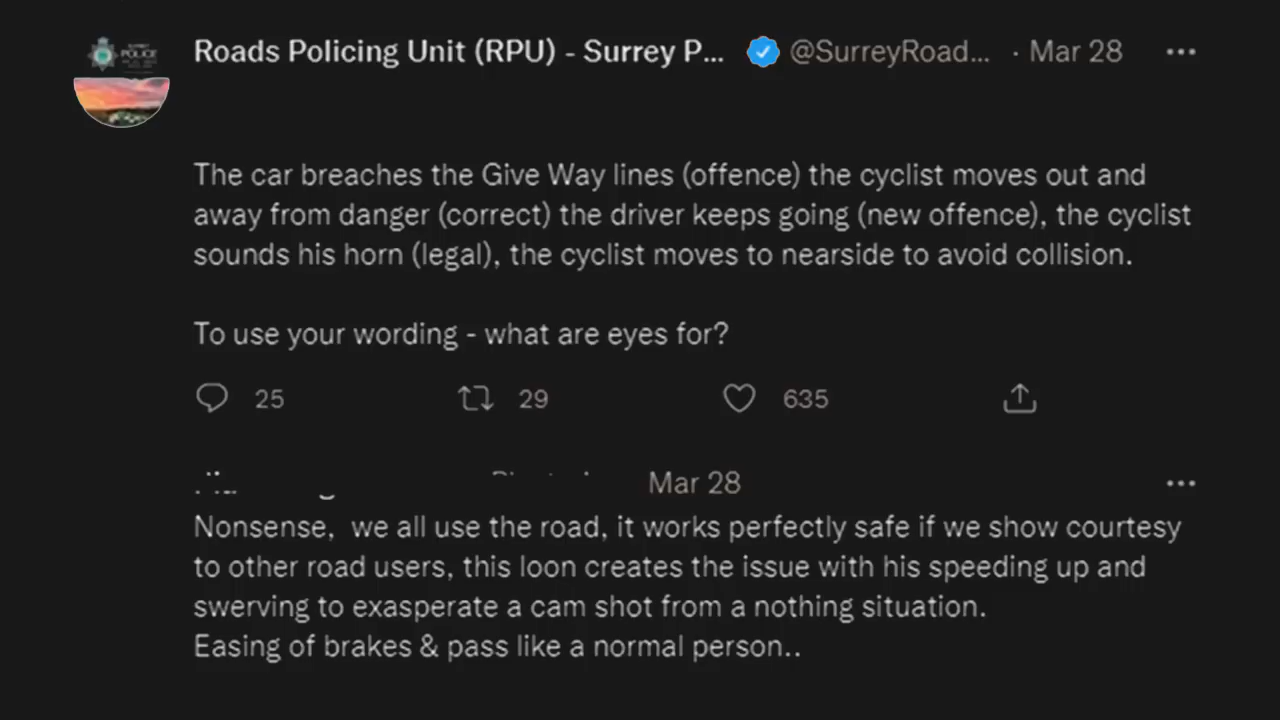 Roads Policing Unit (RPU) - Surrey P... @SurreyRoad... · Mar 28
The car breaches the Give Way lines (offence) the cyclist moves out and
away from danger (correct) the driver keeps going (new offence), the cyclist
sounds his horn (legal), the cyclist moves to nearside to avoid collision.
To use your wording - what are eyes for?
25 29 635
Mar 28
Nonsense, we all use the road, it works perfectly safe if we show courtesy
to other road users, this loon creates the issue with his speeding up and
swerving to exasperate a cam shot from a nothing situation.
Easing of brakes & pass like a normal person..